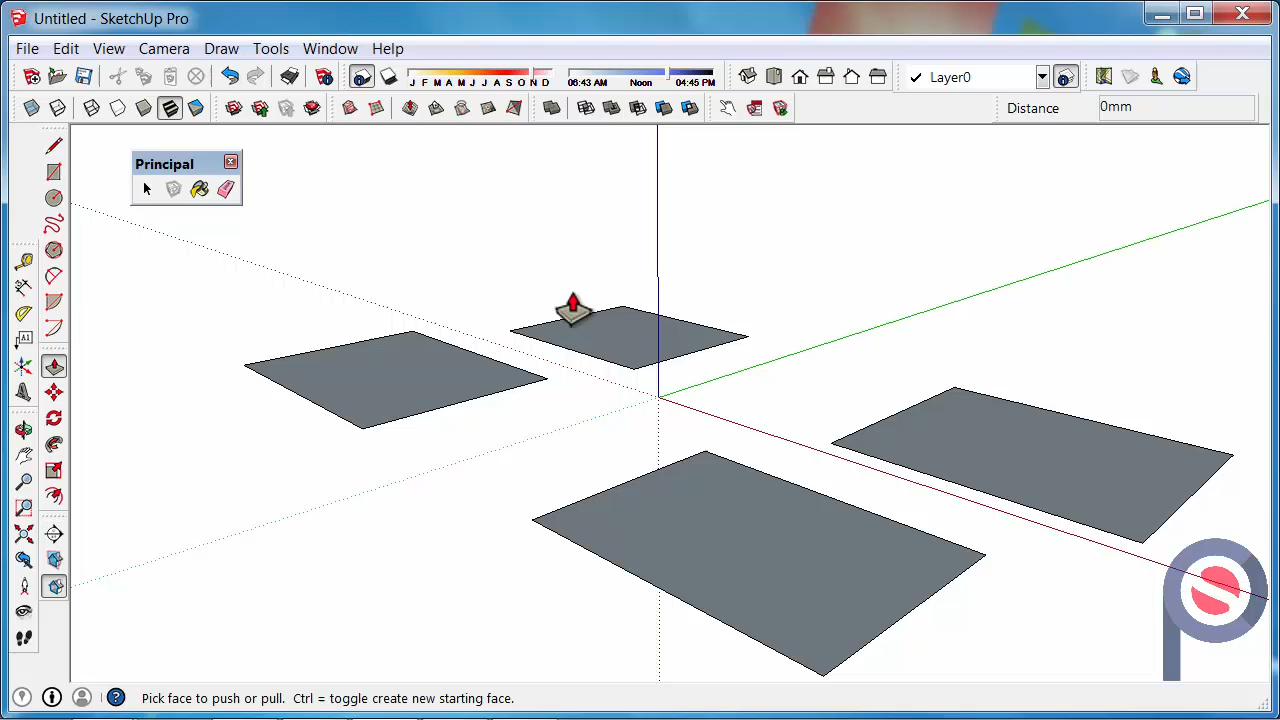 Untitled - SketchUp Pro
File Edit View Camera Draw Tools Window Help
J F M A M J J A S O N D
06:43 AM Noon 04:45 PM
Layer0
Distance 0mm
Principal
A1
Pick face to push or pull. Ctrl = toggle create new starting face.